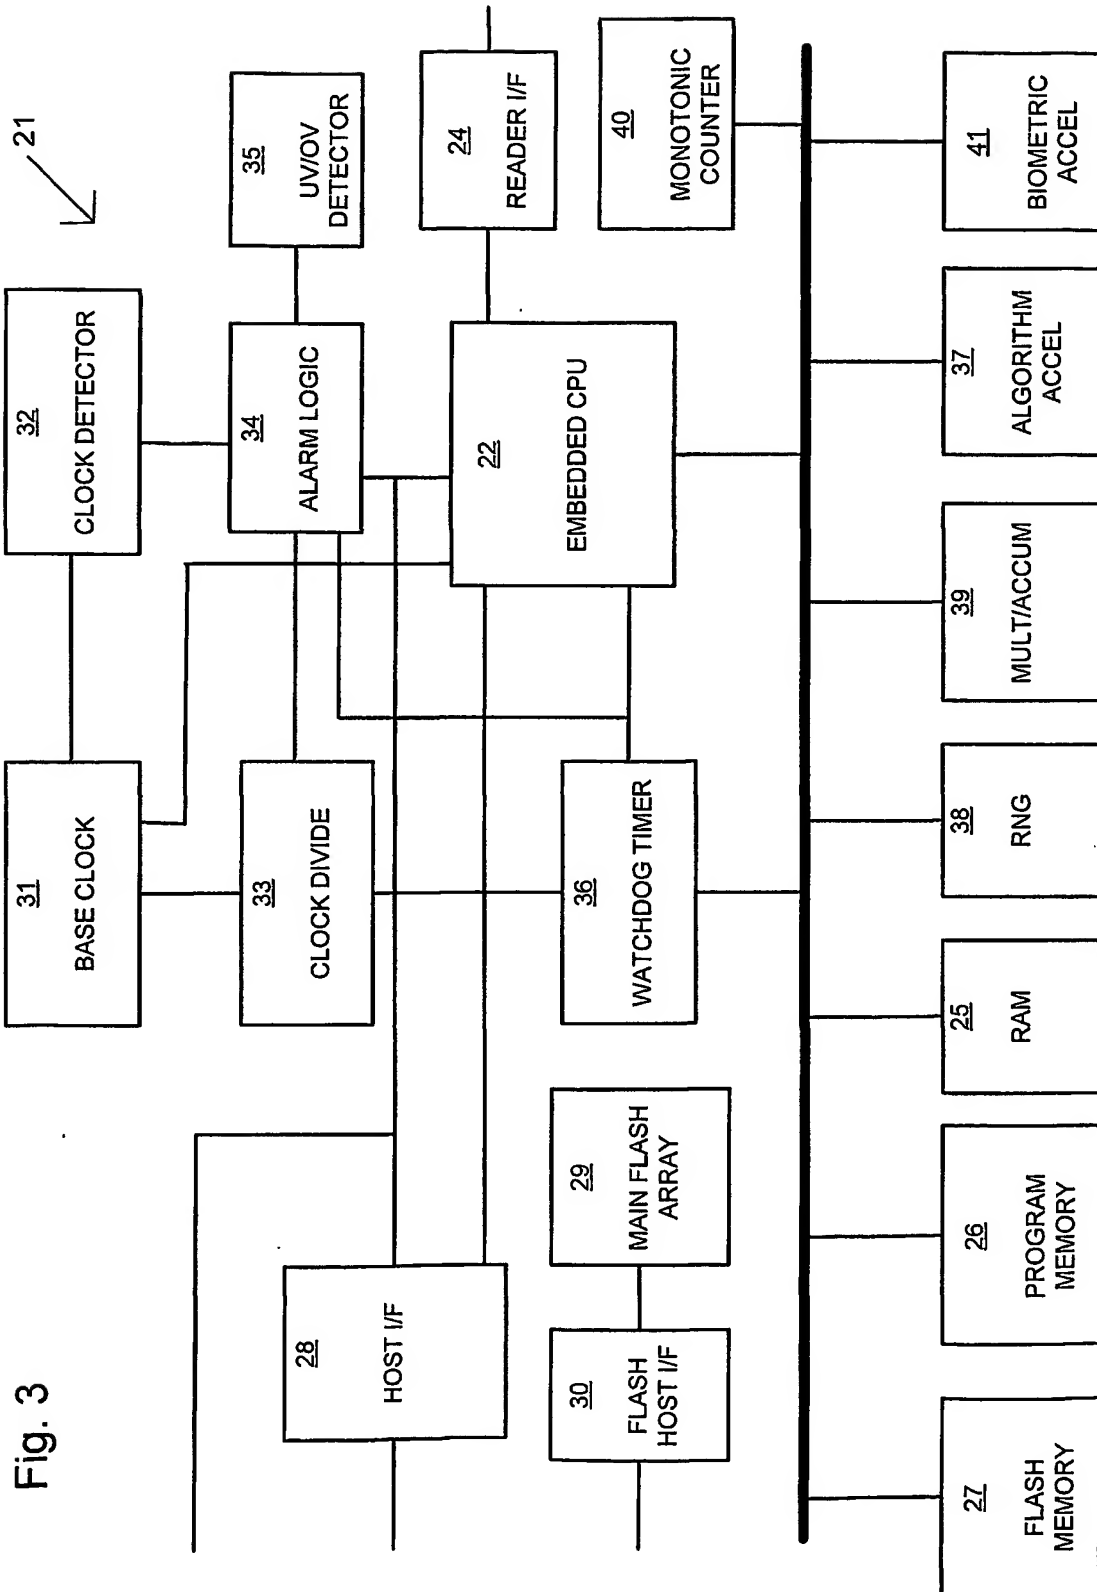 Fig. 3
21
31
BASE CLOCK
32
CLOCK DETECTOR
33
CLOCK DIVIDE
34
ALARM LOGIC
35
UV/OV
DETECTOR
28
HOST I/F
22
EMBEDDED CPU
24
READER I/F
30
FLASH
HOST I/F
29
MAIN FLASH
ARRAY
36
WATCHDOG TIMER
40
MONOTONIC
COUNTER
27
FLASH
MEMORY
26
PROGRAM
MEMORY
25
RAM
38
RNG
39
MULT/ACCUM
37
ALGORITHM
ACCEL
41
BIOMETRIC
ACCEL